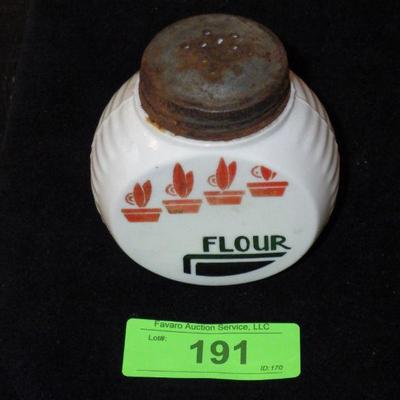 FLOUR
Favaro Auction Service, LLC
Lot#:
191
ID:170